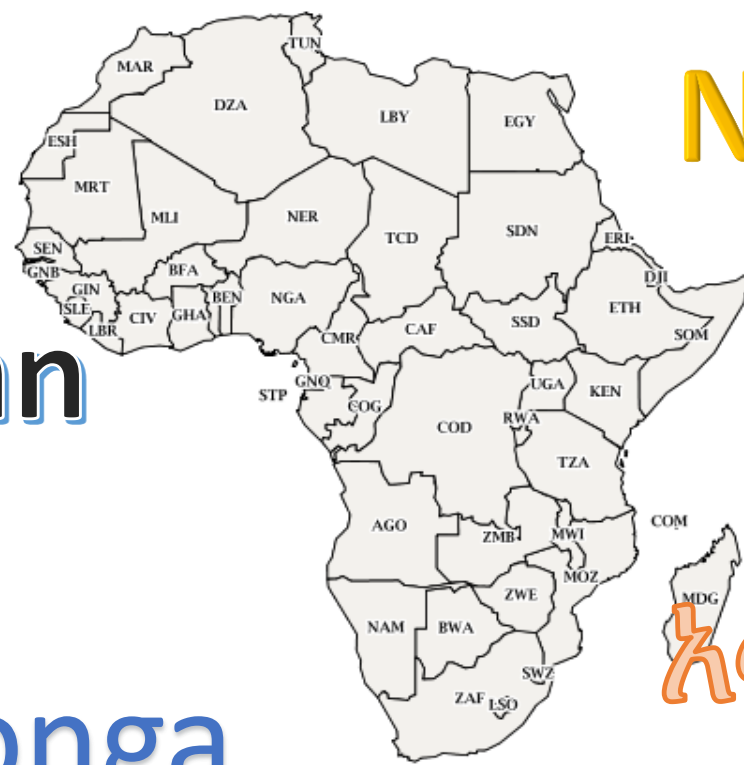 TUN
MAR
DZA
LBY
EGY
N
ESH
MRT
MLI
NER
TCD
SDN
ERI
SEN
GNB
BFA
DJI
GIN
BEN
NGA
ETH
SLE
CIV
GHA
SSD
SOM
LBR
CMR
CAF
an
GNQ
UGA
KEN
STP
COG
RWA
COD
TZA
AGO
ZMB
MWI
COM
MOZ
ZWE
MDG
NAM
BWA
አ
SWZ
ZAF
LSO
onga